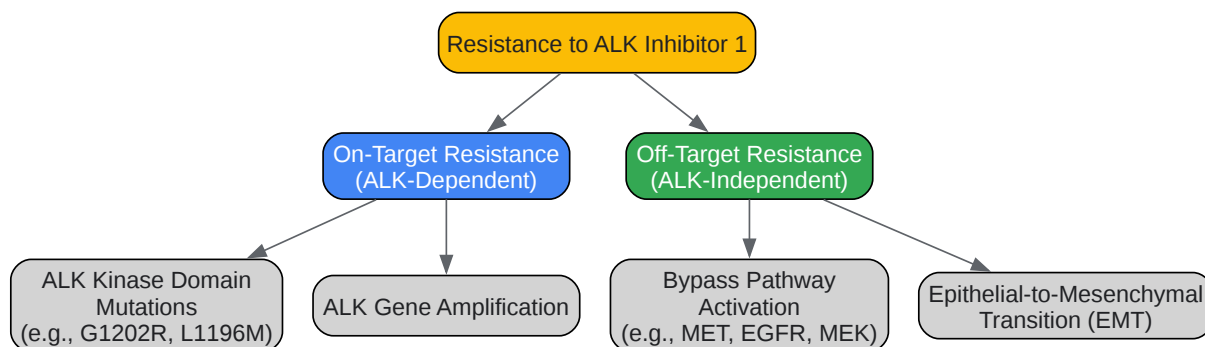 Resistance to ALK Inhibitor 1
On-Target Resistance
(ALK-Dependent)
Off-Target Resistance
(ALK-Independent)
ALK Kinase Domain
Mutations
(e.g., G1202R, L1196M)
ALK Gene Amplification
Bypass Pathway
Activation
(e.g., MET, EGFR, MEK)
Epithelial-to-Mesenchymal
Transition (EMT)